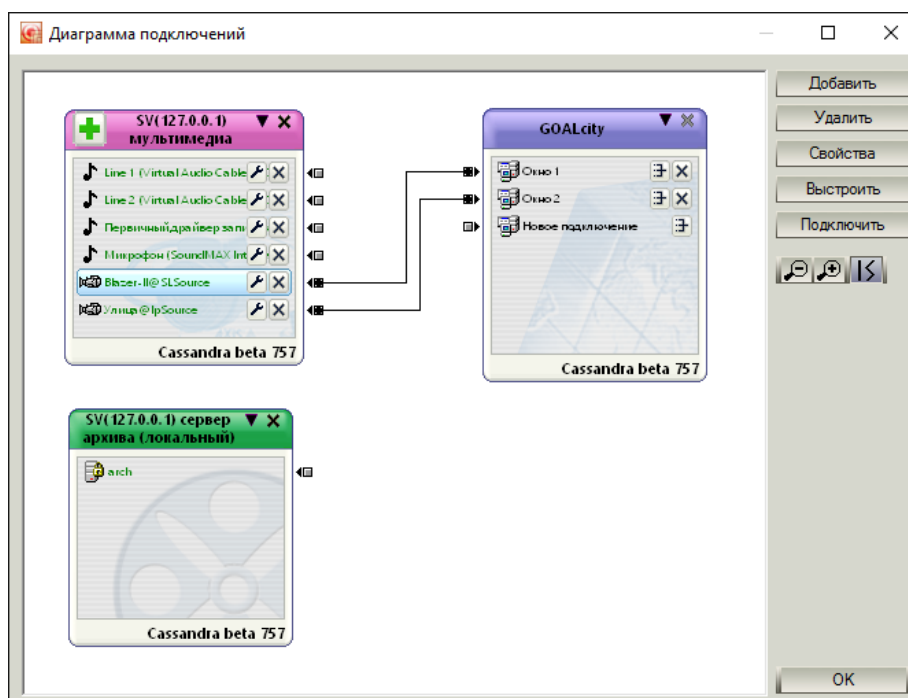 Диаграмма подключений
SV(127.0.0.1)
мультимедиа
Line 1 (Virtual Audio Cable
Line 2 (Virtual Audio Cable
Первичный драйвер запи
Микрофон (SoundMAX Int
Blazer-II@SLSource
Улица@IpSource
Cassandra beta 757
GOALcity
Окно 1
Окно 2
Новое подключение
Cassandra beta 757
SV(127.0.0.1) сервер
архива (локальный)
arch
Cassandra beta 757
Добавить
Удалить
Свойства
Выстроить
Подключить
OK